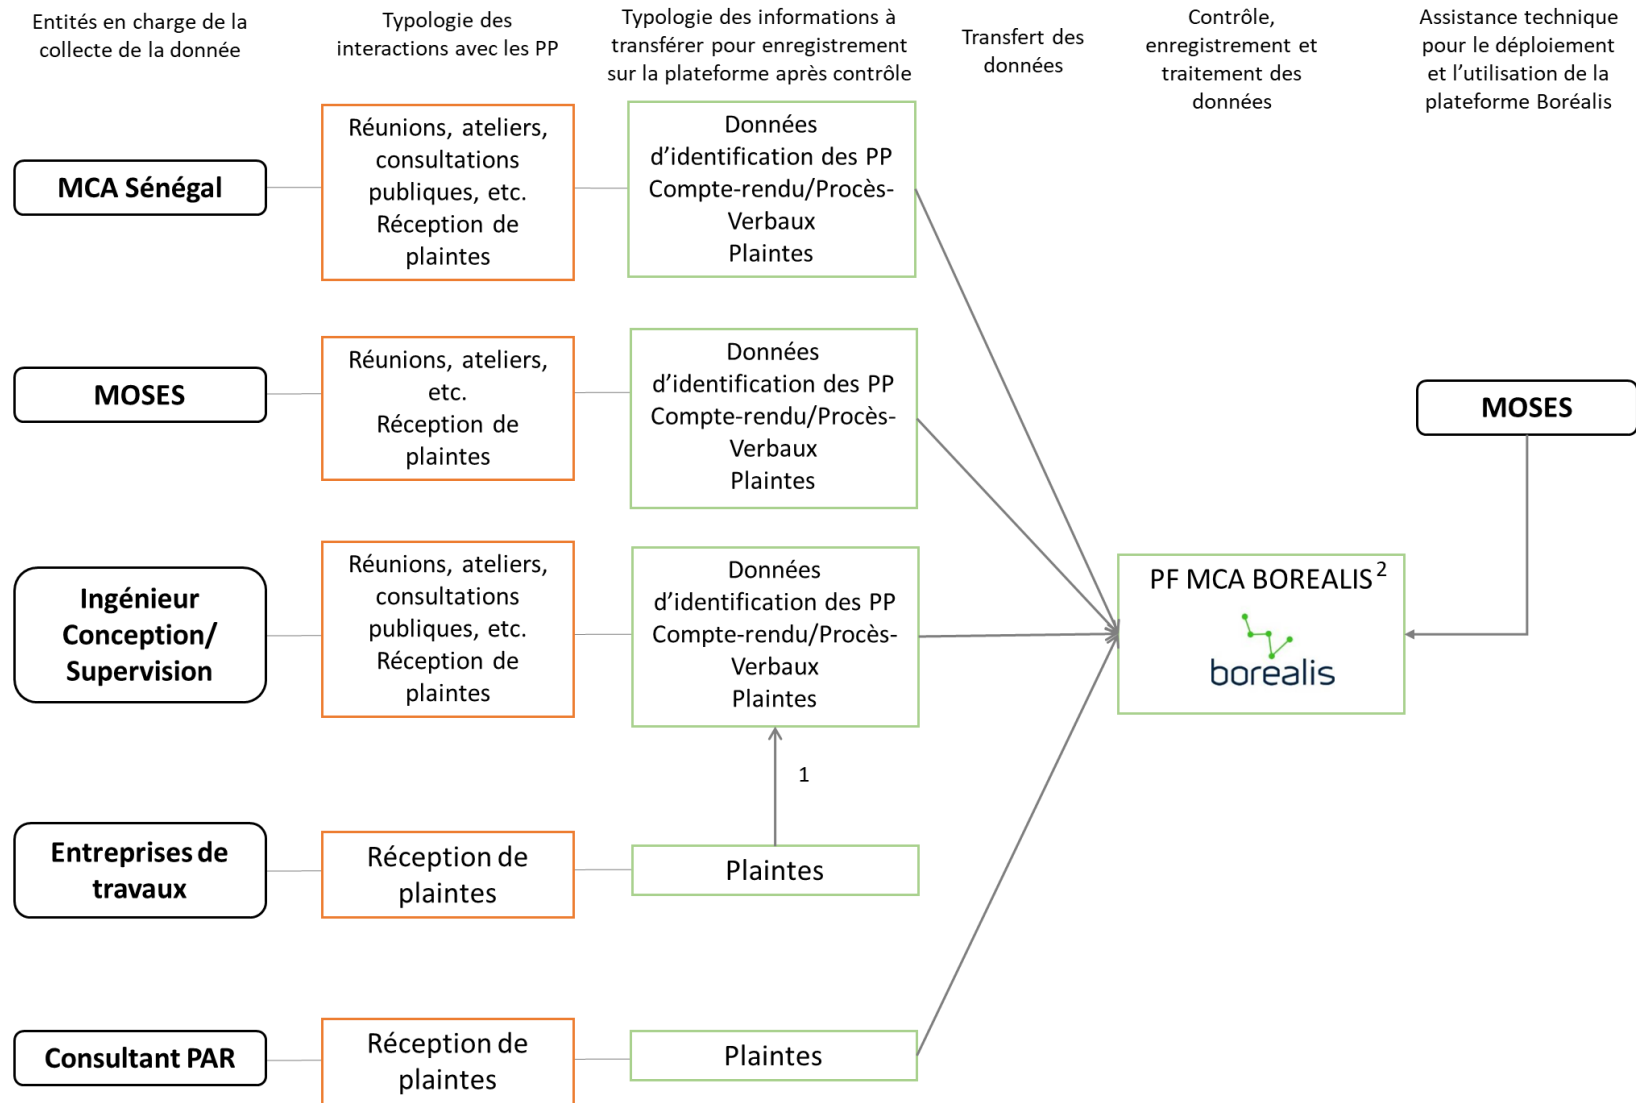 Entités en charge de la
collecte de la donnée
Typologie des
interactions avec les PP
Typologie des informations à
transférer pour enregistrement
sur la plateforme après contrôle
Transfert des
données
Contrôle,
enregistrement et
traitement des
données
Assistance technique
pour le déploiement
et l’utilisation de la
plateforme Boréalis
MCA Sénégal
Réunions, ateliers,
consultations
publiques, etc.
Réception de
plaintes
Données
d’identification des PP
Compte-rendu/Procès-
Verbaux
Plaintes
MOSES
Réunions, ateliers,
etc.
Réception de
plaintes
Données
d’identification des PP
Compte-rendu/Procès-
Verbaux
Plaintes
MOSES
Ingénieur
Conception/
Supervision
Réunions, ateliers,
consultations
publiques, etc.
Réception de
plaintes
Données
d’identification des PP
Compte-rendu/Procès-
Verbaux
Plaintes
PF MCA BOREALIS2
borealis
1
Entreprises de
travaux
Réception de
plaintes
Plaintes
Consultant PAR
Réception de
plaintes
Plaintes